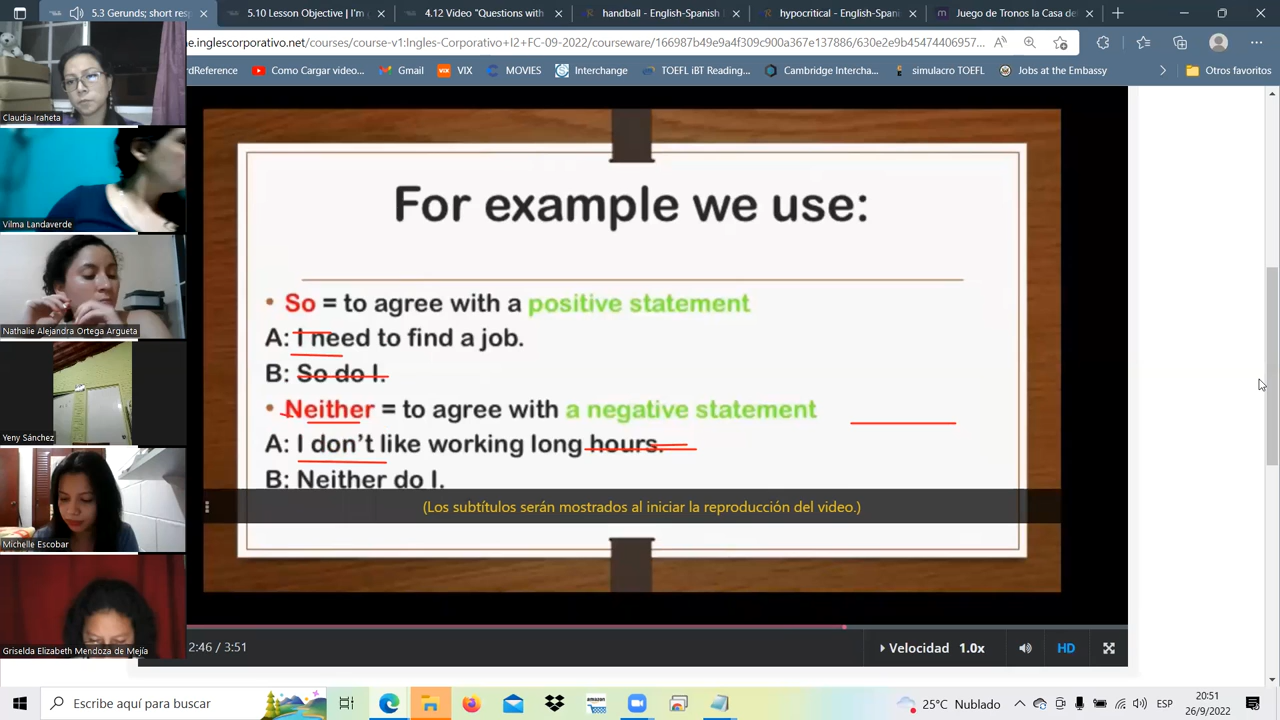 5.3 Gerunds; short res
5.10 Lesson Objective | I'm
4.12 Video "Questions with
handball - English-Spani
hypocritical - English-Spani
Juego de Tronos la Casa de
e.inglescorporativo.net/courses/course-v1:Ingles-Corporativo+I2+FC-09-2022/courseware/166987b49e9a4f309c900a367e137886/630e2e9b45474406957...
rdReference
Como Cargar video...
Gmail
VIX
MOVIES
Interchange
TOEFL iBT Reading...
Cambridge Intercha...
simulacro TOEFL
Jobs at the Embassy
Otros favoritos
Claudia Iraheta
Vilma Landaverde
Nathalie Alejandra Ortega Argueta
Yeny Sánchez
Michelle Escobar
Griselda Elizabeth Mendoza de Mejía
For example we use:
• So = to agree with a positive statement
A: I need to find a job.
B: So do I.
• Neither = to agree with a negative statement
A: I don't like working long hours.
B: Neither do I.
(Los subtítulos serán mostrados al iniciar la reproducción del video.)
2:46 / 3:51
Velocidad 1.0x
HD
Escribe aquí para buscar
amazon
25°C Nublado
ESP
20:51
26/9/2022